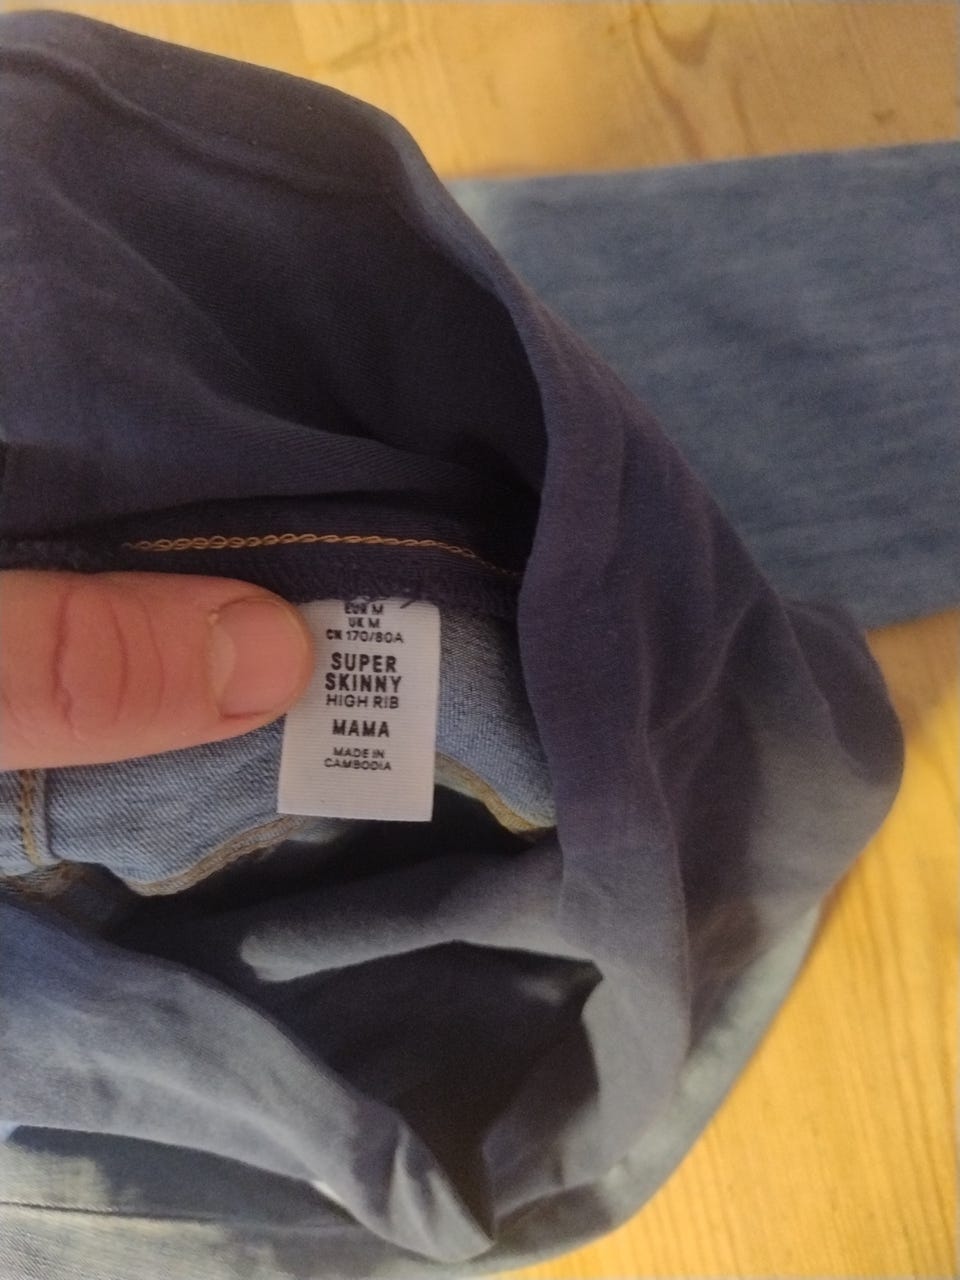 EUR M
UK M
CN 170/80A
SUPER
SKINNY
HIGH RIB
MAMA
MADE IN
CAMBODIA